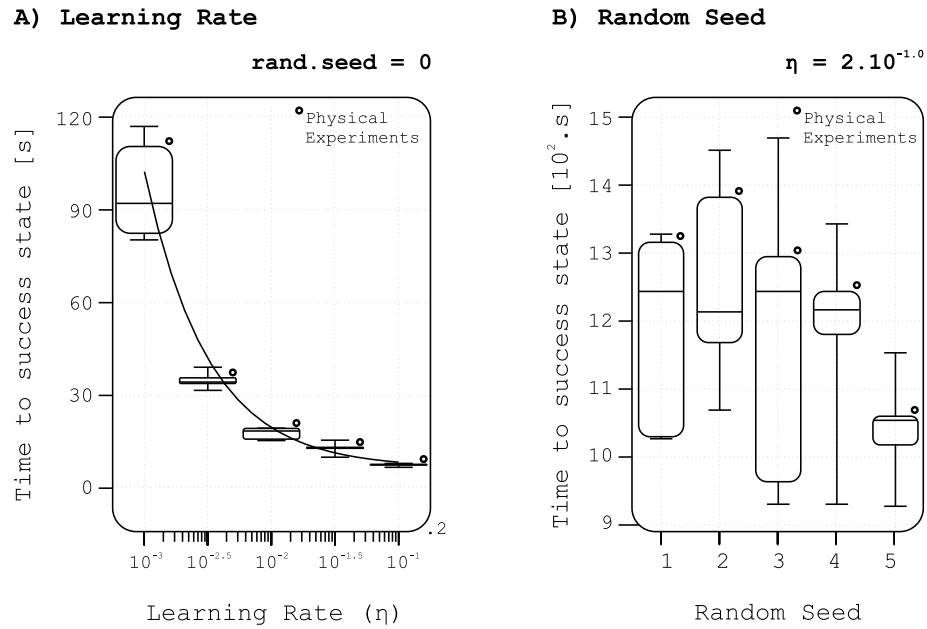 A) Learning Rate
rand.seed = 0
Time to success state [s]
120
90
60
30
0
Physical
Experiments
.2
10⁻³
10⁻²·⁵
10⁻²
10⁻¹·⁵
10⁻¹
Learning Rate (η)
B) Random Seed
η = 2.10⁻¹·⁰
Time to success state [10².s]
15
14
13
12
11
10
9
Physical
Experiments
1
2
3
4
5
Random Seed